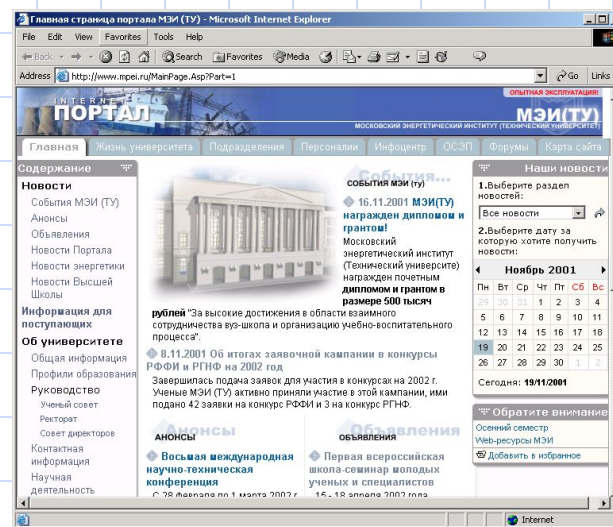 Главная страница портала МЭИ (ТУ) - Microsoft Internet Explorer
File Edit View Favorites Tools Help
Back Search Favorites Media
Address http://www.mpei.ru/MainPage.Asp?Part=1 Go Links
ОПЫТНАЯ ЭКСПЛУАТАЦИЯ!
INTERNET
ПОРТАЛ
МЭИ(ТУ)
МОСКОВСКИЙ ЭНЕРГЕТИЧЕСКИЙ ИНСТИТУТ (ТЕХНИЧЕСКИЙ УНИВЕРСИТЕТ)
Главная Жизнь университета Подразделения Персоналии Инфоцентр ОСЭП Форумы Карта сайта
Содержание
Новости
События МЭИ (ТУ)
Анонсы
Объявления
Новости Портала
Новости энергетики
Новости Высшей
Школы
Информация для
поступающих
Об университете
Общая информация
Профили образования
Руководство
Ученый совет
Ректорат
Совет директоров
Контактная
информация
Научная
деятельность
События...
СОБЫТИЯ МЭИ (ту)
16.11.2001 МЭИ(ТУ)
награжден дипломом и
грантом!
Московский
энергетический институт
(Технический университе)
награжден почетным
дипломом и грантом в
размере 500 тысяч
рублей "За высокие достижения в области взаимного
сотрудничества вуз-школа и организацию учебно-воспитательного
процесса".
8.11.2001 Об итогах заявочной кампании в конкурсы
РФФИ и РГНФ на 2002 год
Завершилась подача заявок для участия в конкурсах на 2002 г.
Ученые МЭИ (ТУ) активно приняли участие в этой кампании, ими
подано 42 заявки на конкурс РФФИ и 3 на конкурс РГНФ.
Анонсы
АНОНСЫ
Восьмая международная
научно-техническая
конференция
С 28 февраля по 1 марта 2002 г
Объявления
ОБЪЯВЛЕНИЯ
Первая всероссийская
школа-семинар молодых
ученых и специалистов
15 - 18 апреля 2002 года
Наши новости
1.Выберите раздел
новостей:
Все новости
2.Выберите дату за
которую хотите получить
новости:
Ноябрь 2001
Пн Вт Ср Чт Пт Сб Вс
29 30 31 1 2 3 4
5 6 7 8 9 10 11
12 13 14 15 16 17 18
19 20 21 22 23 24 25
26 27 28 29 30 1 2
Сегодня: 19/11/2001
Обратите внимание
Осенний семестр
Web-ресурсы МЭИ
Добавить в избранное
Internet